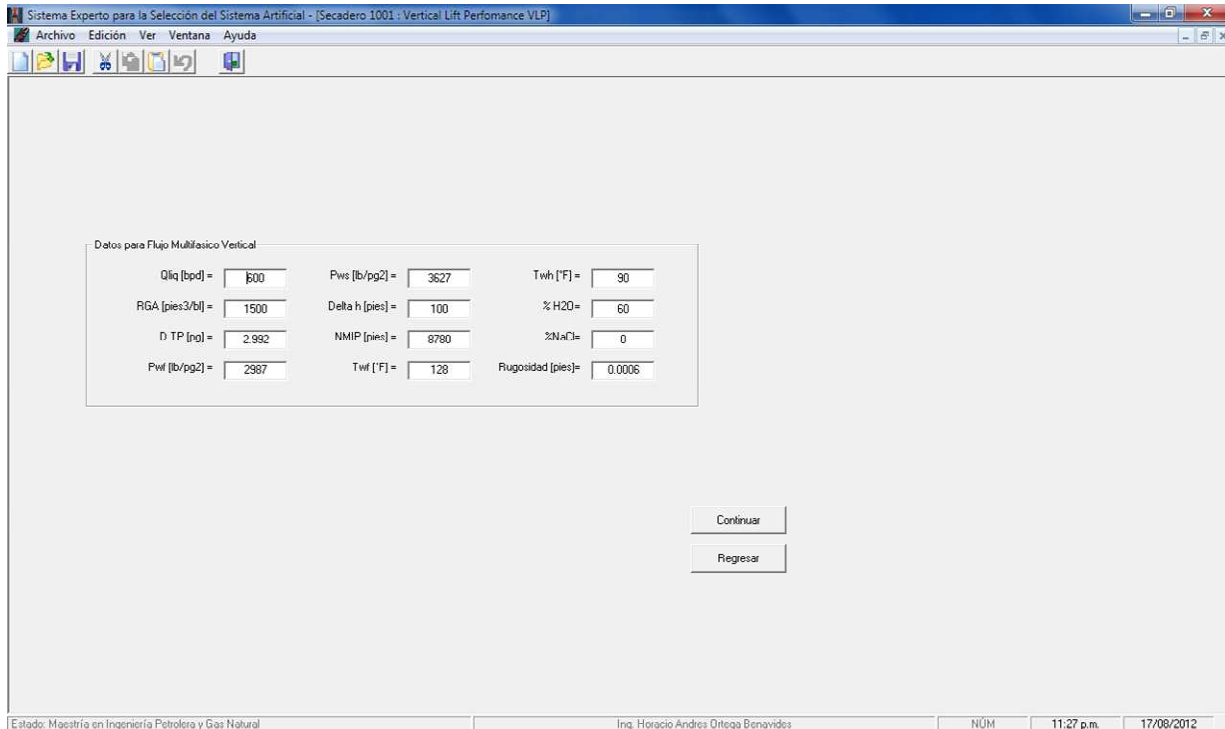 Sistema Experto para la Selección del Sistema Artificial - [Secadero 1001 : Vertical Lift Perfomance VLP]
Archivo Edición Ver Ventana Ayuda
Datos para Flujo Multifasico Vertical
Qliq [bpd] = 600 Pws [lb/pg2] = 3627 Twh [°F] = 90
RGA [pies3/bl] = 1500 Delta h [pies] = 100 % H2O= 60
D TP [pg] = 2.992 NMIP [pies] = 8780 %NaCl= 0
Pwf [lb/pg2] = 2987 Twf [°F] = 128 Rugosidad [pies]= 0.0006
Continuar
Regresar
Estado: Maestría en Ingeniería Petrolera y Gas Natural Ing. Horacio Andres Ortega Benavides NÚM 11:27 p.m. 17/08/2012